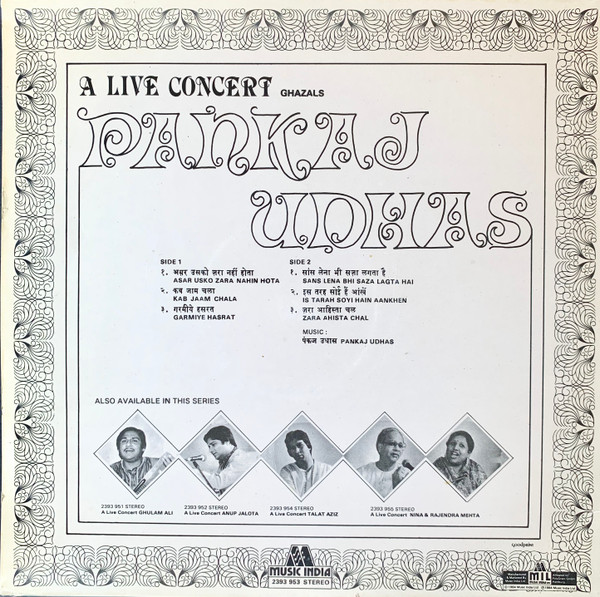 A LIVE CONCERT GHAZALS
PANKAJ
UDHAS
SIDE 1
१. असर उसको ज़रा नहीं होता
ASAR USKO ZARA NAHIN HOTA
२. कब जाम चला
KAB JAAM CHALA
३. गरमीये हसरत
GARMIYE HASRAT
SIDE 2
१. सांस लेना भी सज़ा लगता है
SANS LENA BHI SAZA LAGTA HAI
२. इस तरह सोई हैं आंखें
IS TARAH SOYI HAIN AANKHEN
३. ज़रा आहिस्ता चल
ZARA AHISTA CHAL
MUSIC :
पंकज उधास PANKAJ UDHAS
ALSO AVAILABLE IN THIS SERIES
2393 951 STEREO
A Live Concert GHULAM ALI
2393 952 STEREO
A Live Concert ANUP JALOTA
2393 954 STEREO
A Live Concert TALAT AZIZ
2393 955 STEREO
A Live Concert NINA & RAJENDRA MEHTA
MUSIC INDIA
2393 953 STEREO
MIL